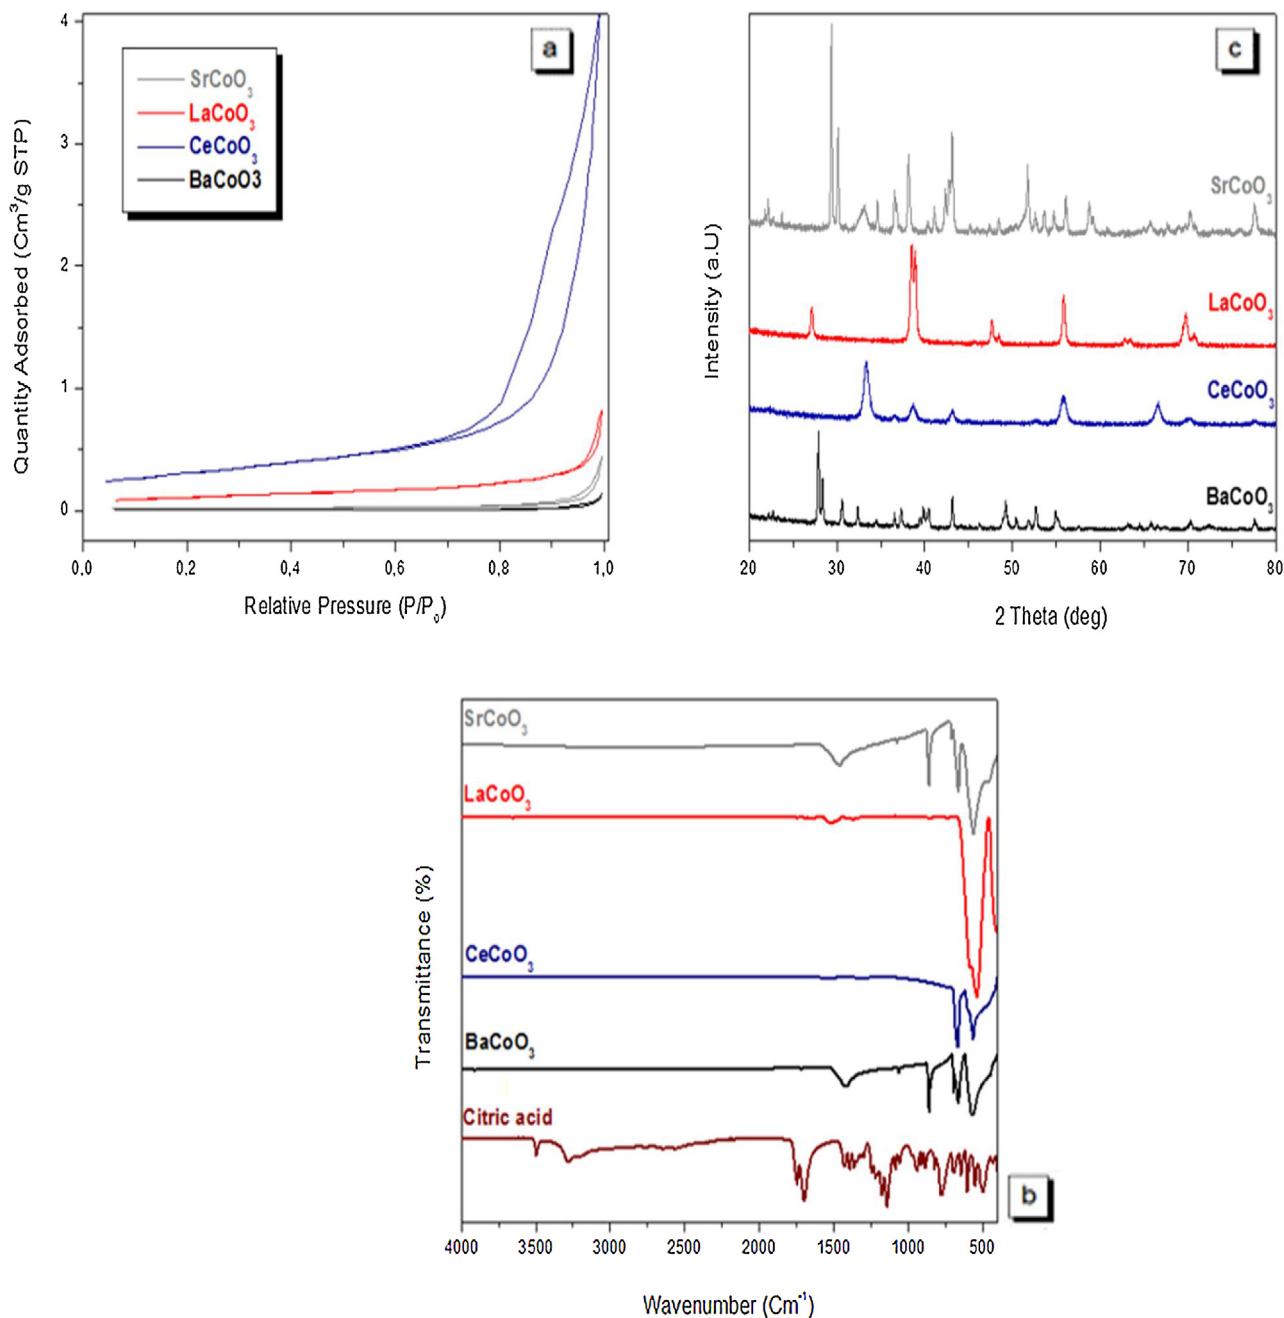 a
SrCoO3
LaCoO3
CeCoO3
BaCoO3
Quantity Adsorbed (Cm3/g STP)
4
3
2
1
0
0,0 0,2 0,4 0,6 0,8 1,0
Relative Pressure (P/Po)
c
SrCoO3
LaCoO3
CeCoO3
BaCoO3
Intensity (a.U)
20 30 40 50 60 70 80
2 Theta (deg)
SrCoO3
LaCoO3
CeCoO3
BaCoO3
Citric acid
Transmittance (%)
b
4000 3500 3000 2500 2000 1500 1000 500
Wavenumber (Cm-1)